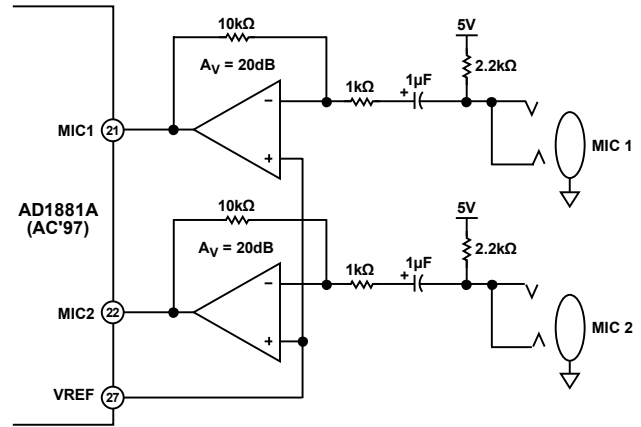 10kΩ
5V
AV = 20dB
2.2kΩ
1kΩ
+
1µF
–
MIC1
21
+
MIC 1
AD1881A
(AC'97)
10kΩ
5V
AV = 20dB
2.2kΩ
1kΩ
+
1µF
–
MIC2
22
+
MIC 2
VREF
27